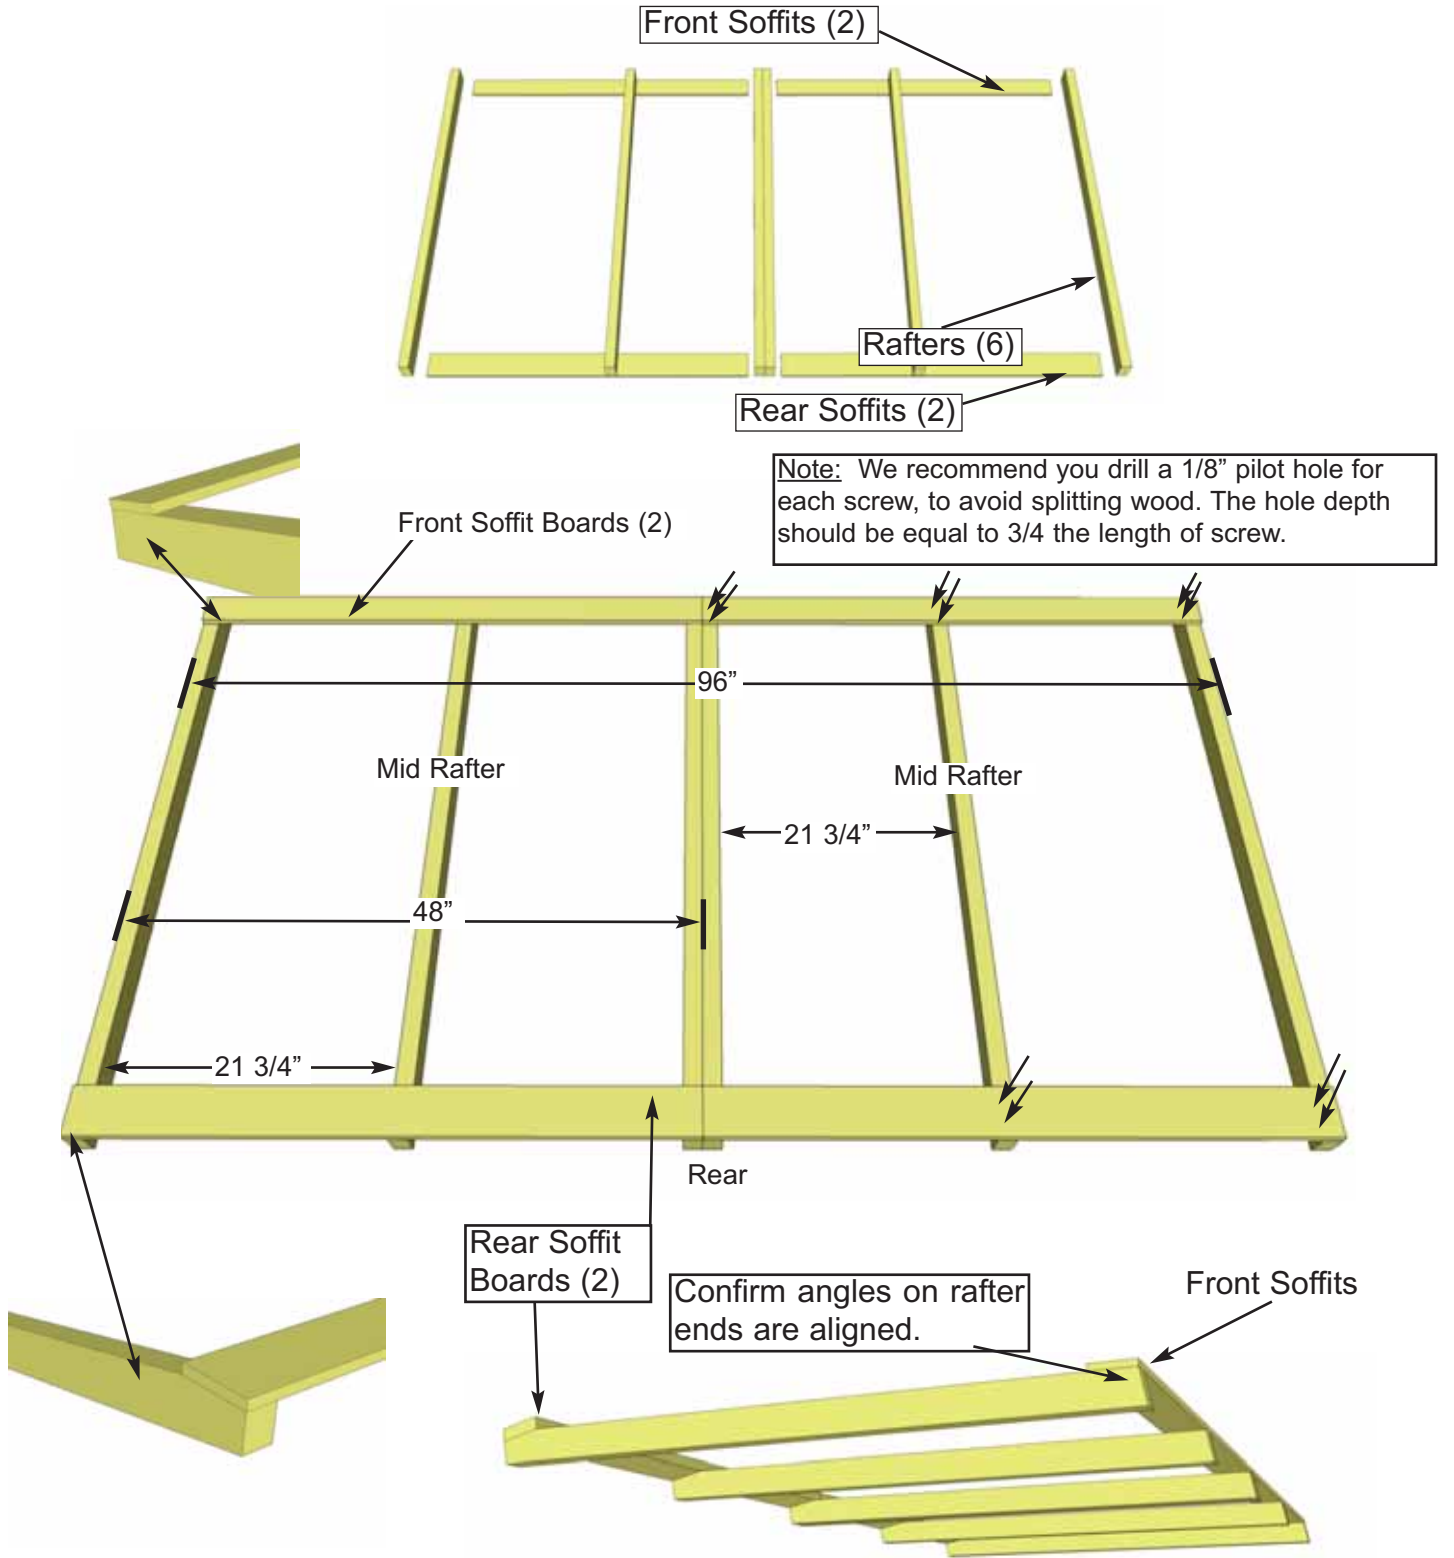 Front Soffits (2)
Rafters (6)
Rear Soffits (2)
Note: We recommend you drill a 1/8” pilot hole for
each screw, to avoid splitting wood. The hole depth
should be equal to 3/4 the length of screw.
Front Soffit Boards (2)
96”
Mid Rafter
Mid Rafter
21 3/4”
48”
21 3/4”
Rear
Rear Soffit
Boards (2)
Confirm angles on rafter
ends are aligned.
Front Soffits